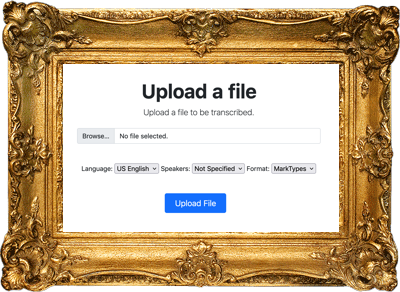 Upload a file
Upload a file to be transcribed.
Browse... No file selected.
Language: US English Speakers: Not Specified Format: MarkTypes
Upload File